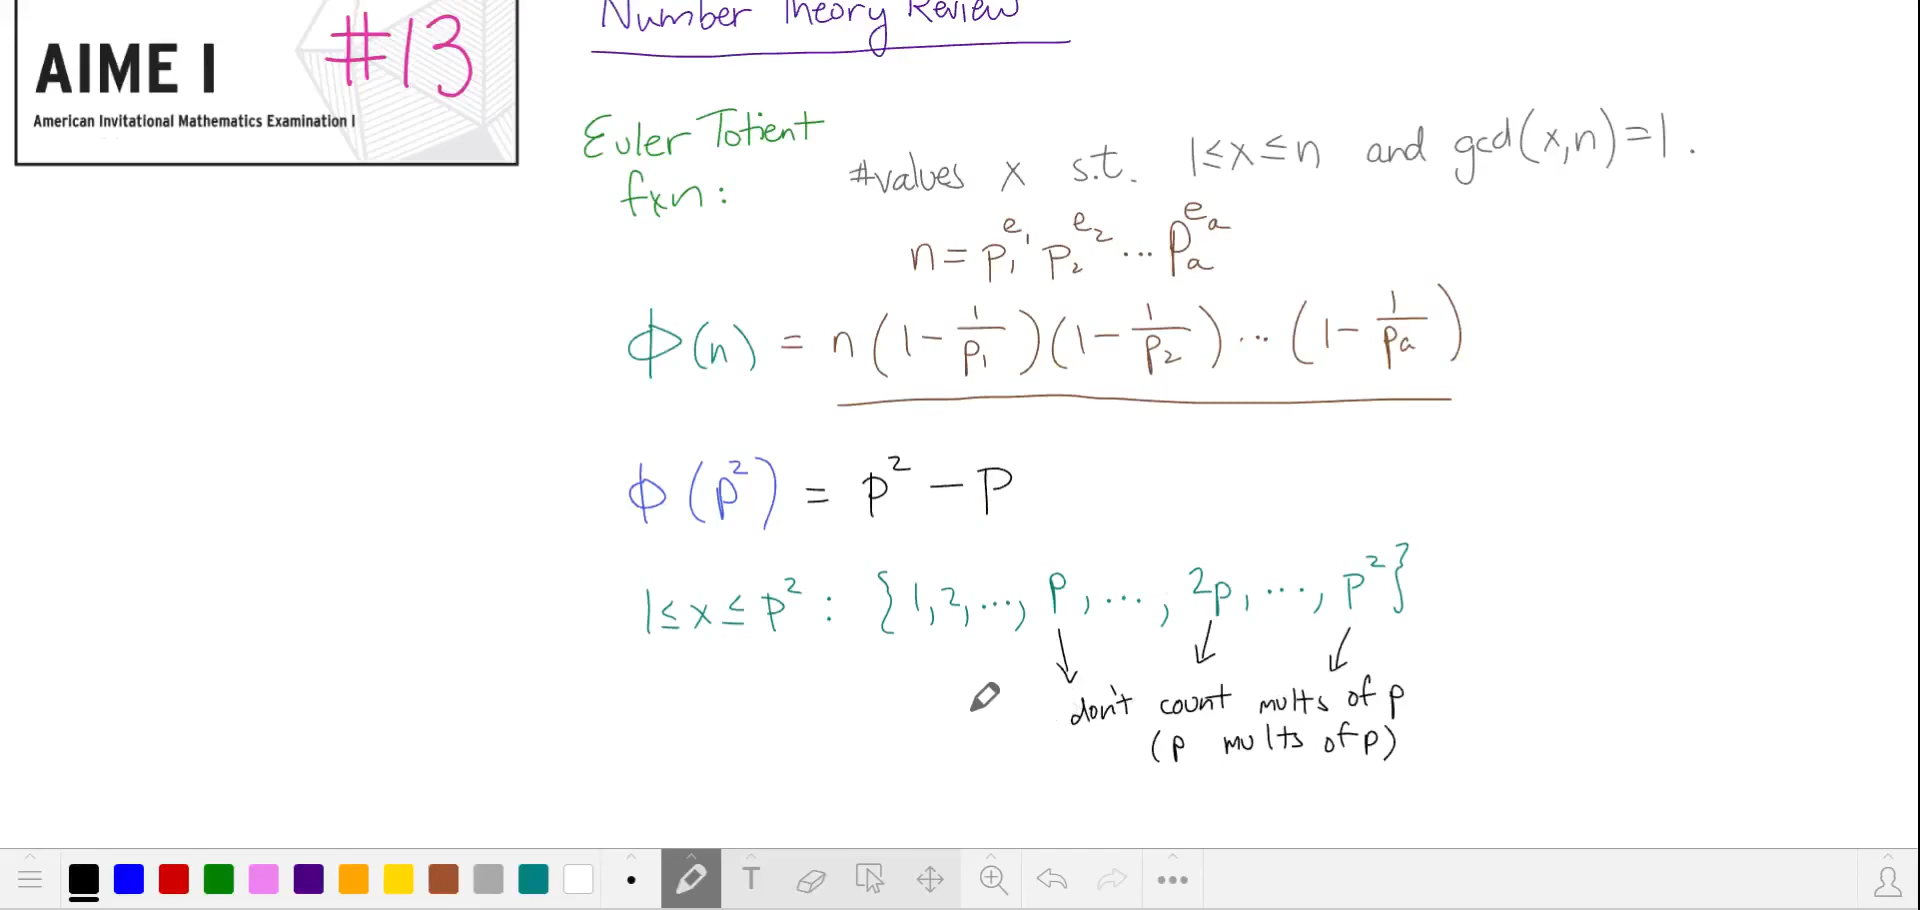 Number Theory Review
AIME I #13
American Invitational Mathematics Examination I
Euler Totient
fxn: #values x s.t. 1≤x≤n and gcd(x,n)=1.
n = p₁^e₁ p₂^e₂ ... pₐ^eₐ
ϕ(n) = n(1 - 1/p₁)(1 - 1/p₂)...(1 - 1/pₐ)
ϕ(p²) = p² - p
1≤x≤p² : {1,2,..., p, ..., 2p, ..., p²}
don't count mults of p
(p mults of p)
T